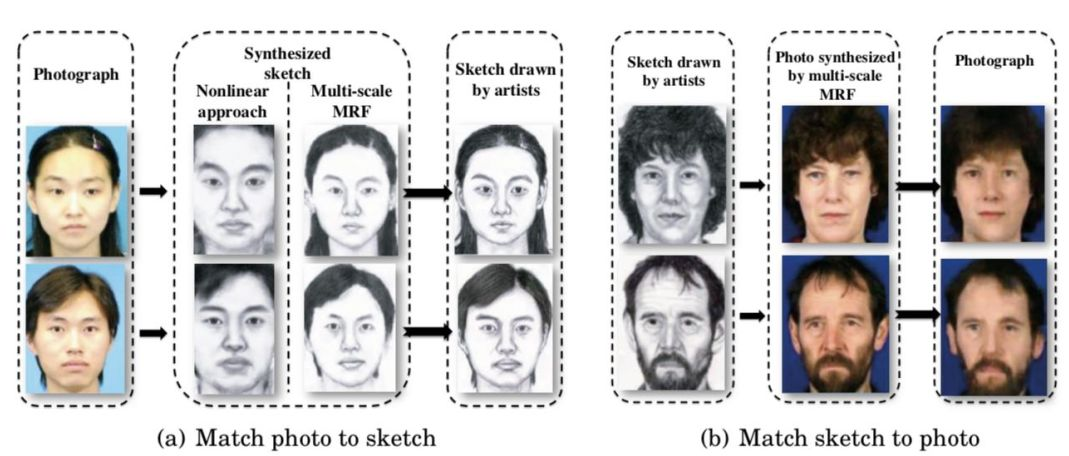 Photograph
Synthesized
sketch
Nonlinear
approach
Multi-scale
MRF
Sketch drawn
by artists
Sketch drawn
by artists
Photo synthesized
by multi-scale
MRF
Photograph
(a) Match photo to sketch
(b) Match sketch to photo